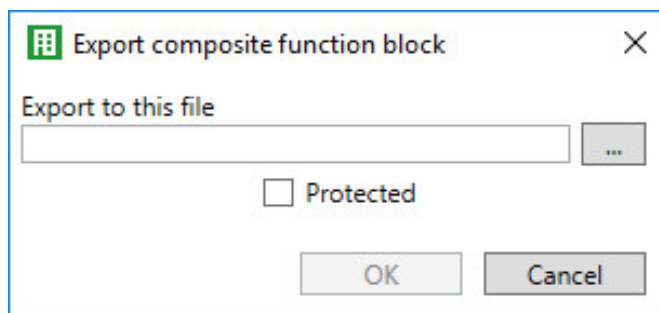 Export composite function block
Export to this file
...
Protected
OK
Cancel